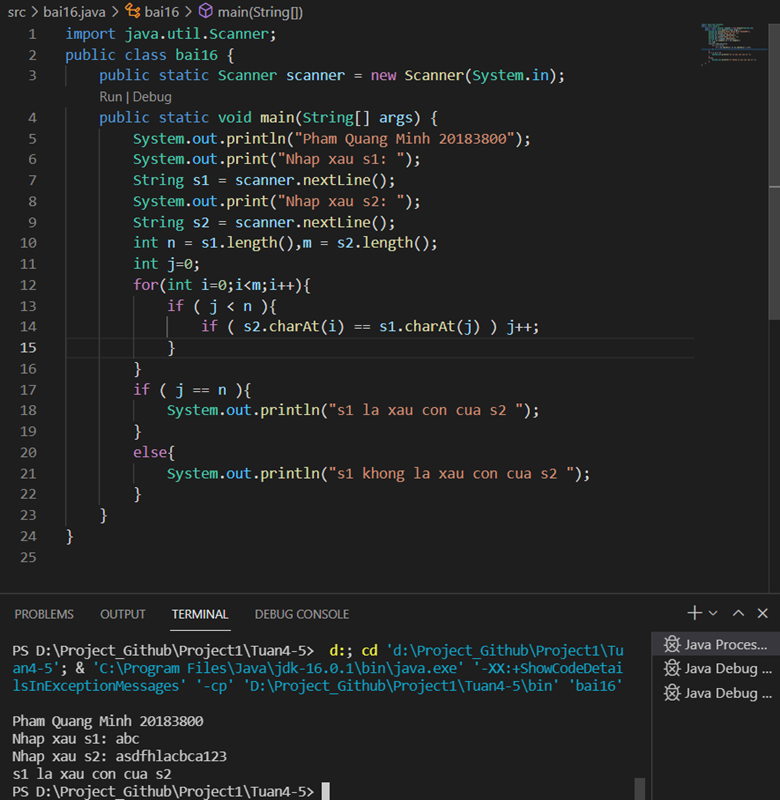 src > bai16.java > bai16 > main(String[])
1 import java.util.Scanner;
2 public class bai16 {
3 public static Scanner scanner = new Scanner(System.in);
Run | Debug
4 public static void main(String[] args) {
5 System.out.println("Pham Quang Minh 20183800");
6 System.out.print("Nhap xau s1: ");
7 String s1 = scanner.nextLine();
8 System.out.print("Nhap xau s2: ");
9 String s2 = scanner.nextLine();
10 int n = s1.length(),m = s2.length();
11 int j=0;
12 for(int i=0;i<m;i++){
13 if ( j < n ){
14 if ( s2.charAt(i) == s1.charAt(j) ) j++;
15 }
16 }
17 if ( j == n ){
18 System.out.println("s1 la xau con cua s2 ");
19 }
20 else{
21 System.out.println("s1 khong la xau con cua s2 ");
22 }
23 }
24 }
25
PROBLEMS OUTPUT TERMINAL DEBUG CONSOLE
PS D:\Project_Github\Project1\Tuan4-5> d:; cd 'd:\Project_Github\Project1\Tu
an4-5'; & 'C:\Program Files\Java\jdk-16.0.1\bin\java.exe' '-XX:+ShowCodeDetai
lsInExceptionMessages' '-cp' 'D:\Project_Github\Project1\Tuan4-5\bin' 'bai16'
Pham Quang Minh 20183800
Nhap xau s1: abc
Nhap xau s2: asdfhlacbca123
s1 la xau con cua s2
PS D:\Project_Github\Project1\Tuan4-5>
Java Proces...
Java Debug ...
Java Debug ...